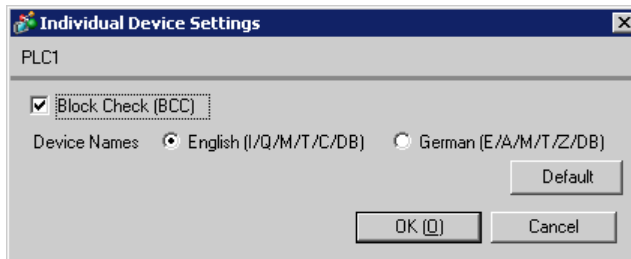 Individual Device Settings
PLC1
Block Check (BCC)
Device Names English (I/Q/M/T/C/DB) German (E/A/M/T/Z/DB)
Default
OK (O) Cancel